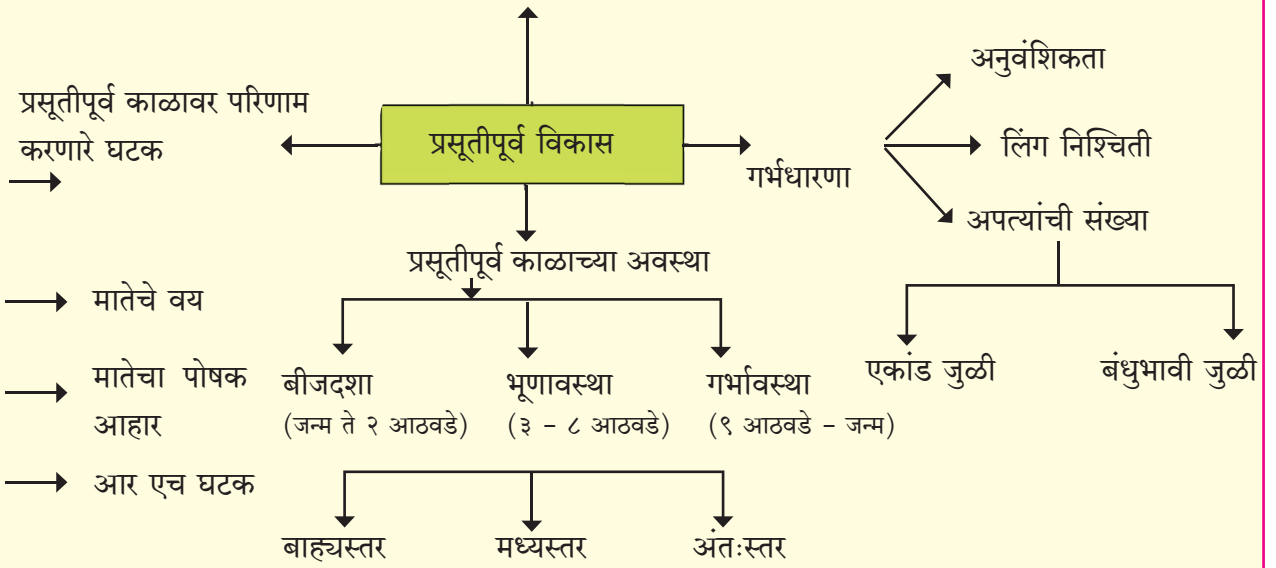 अनुवंशिकता
प्रसूतीपूर्व काळावर परिणाम
करणारे घटक
प्रसूतीपूर्व विकास
लिंग निश्चिती
गर्भधारणा
अपत्यांची संख्या
प्रसूतीपूर्व काळाच्या अवस्था
मातेचे वय
एकांड जुळी
बंधुभावी जुळी
मातेचा पोषक
आहार
बीजदशा
(जन्म ते २ आठवडे)
भूणावस्था
(३ - ८ आठवडे)
गर्भावस्था
(९ आठवडे - जन्म)
आर एच घटक
बाह्यस्तर
मध्यस्तर
अंतःस्तर